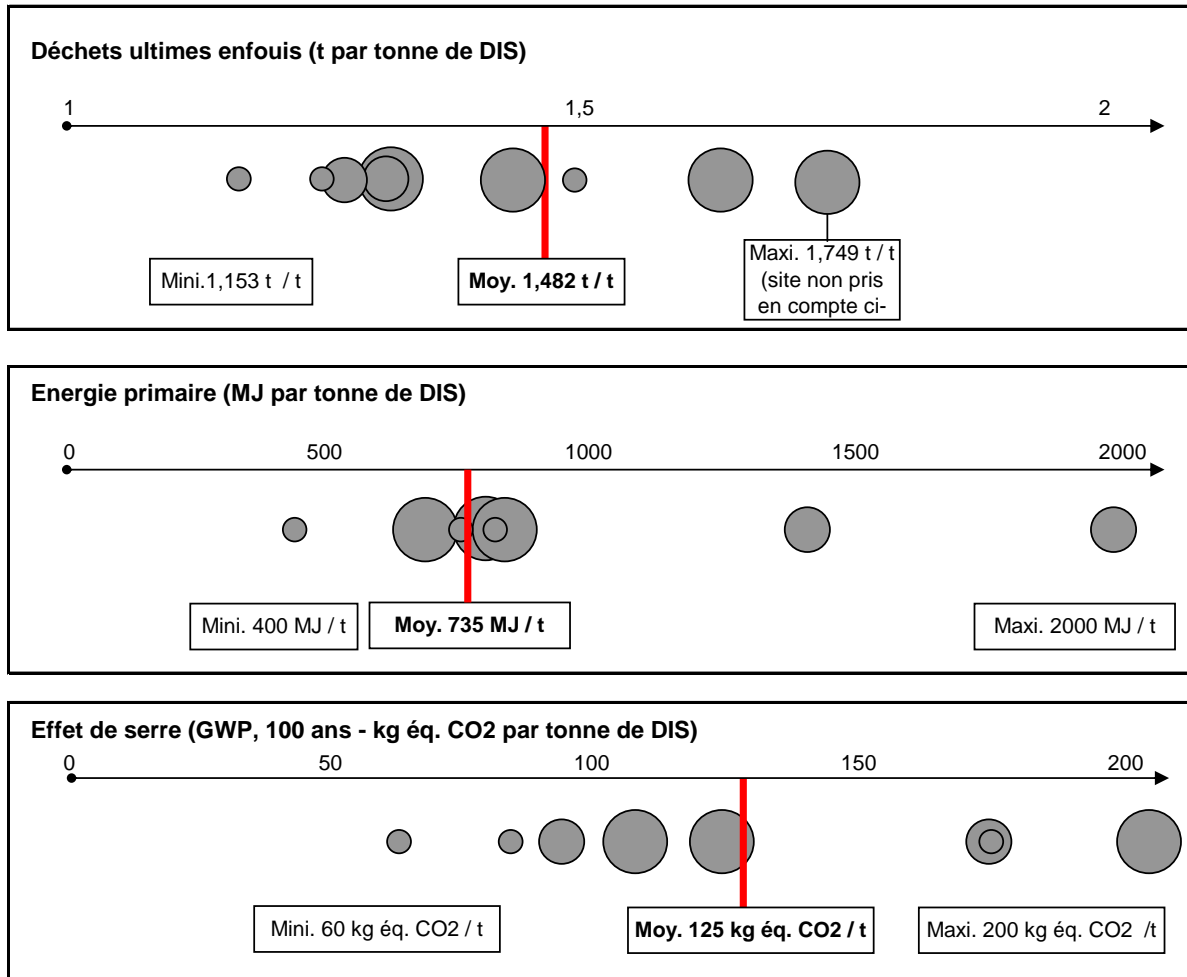 Déchets ultimes enfouis (t par tonne de DIS)
1 1,5 2
Mini.1,153 t / t
Moy. 1,482 t / t
Maxi. 1,749 t / t
(site non pris
en compte ci-
Energie primaire (MJ par tonne de DIS)
0 500 1000 1500 2000
Mini. 400 MJ / t
Moy. 735 MJ / t
Maxi. 2000 MJ / t
Effet de serre (GWP, 100 ans - kg éq. CO2 par tonne de DIS)
0 50 100 150 200
Mini. 60 kg éq. CO2 / t
Moy. 125 kg éq. CO2 / t
Maxi. 200 kg éq. CO2 /t